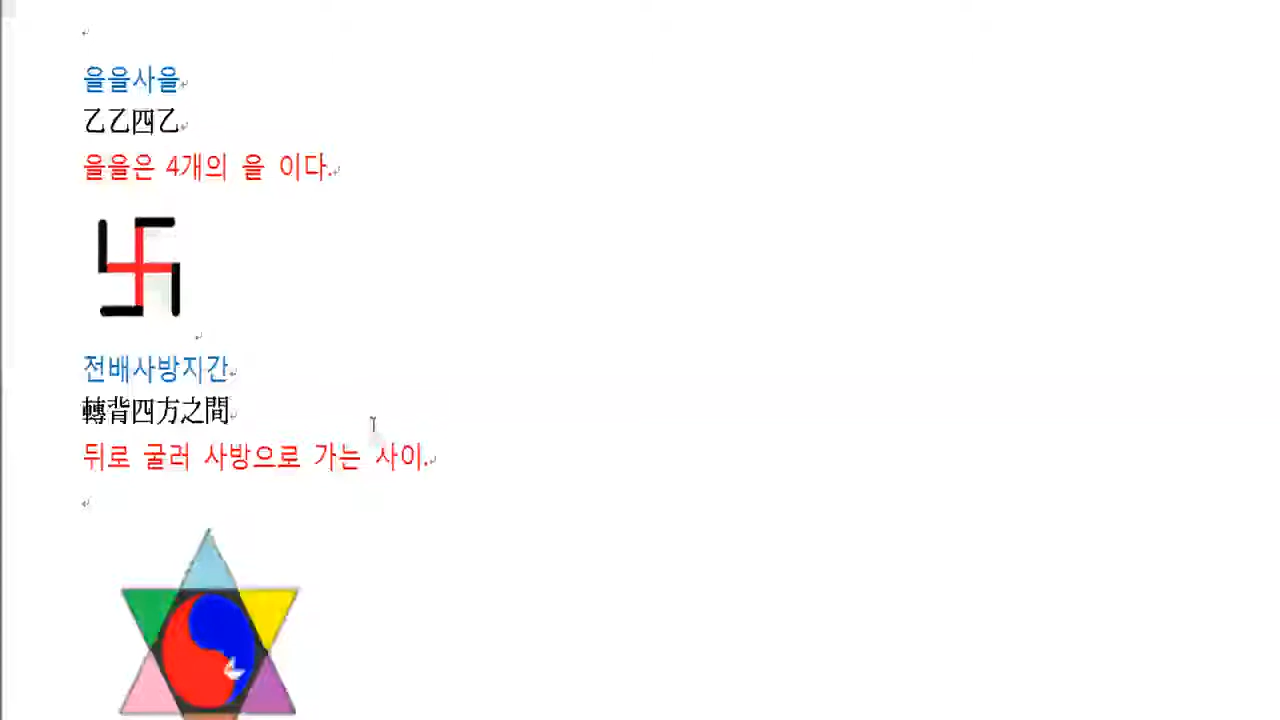 을을사을
乙乙四乙
을을은 4개의 을 이다.
전배사방지간
轉背四方之間
뒤로 굴러 사방으로 가는 사이.